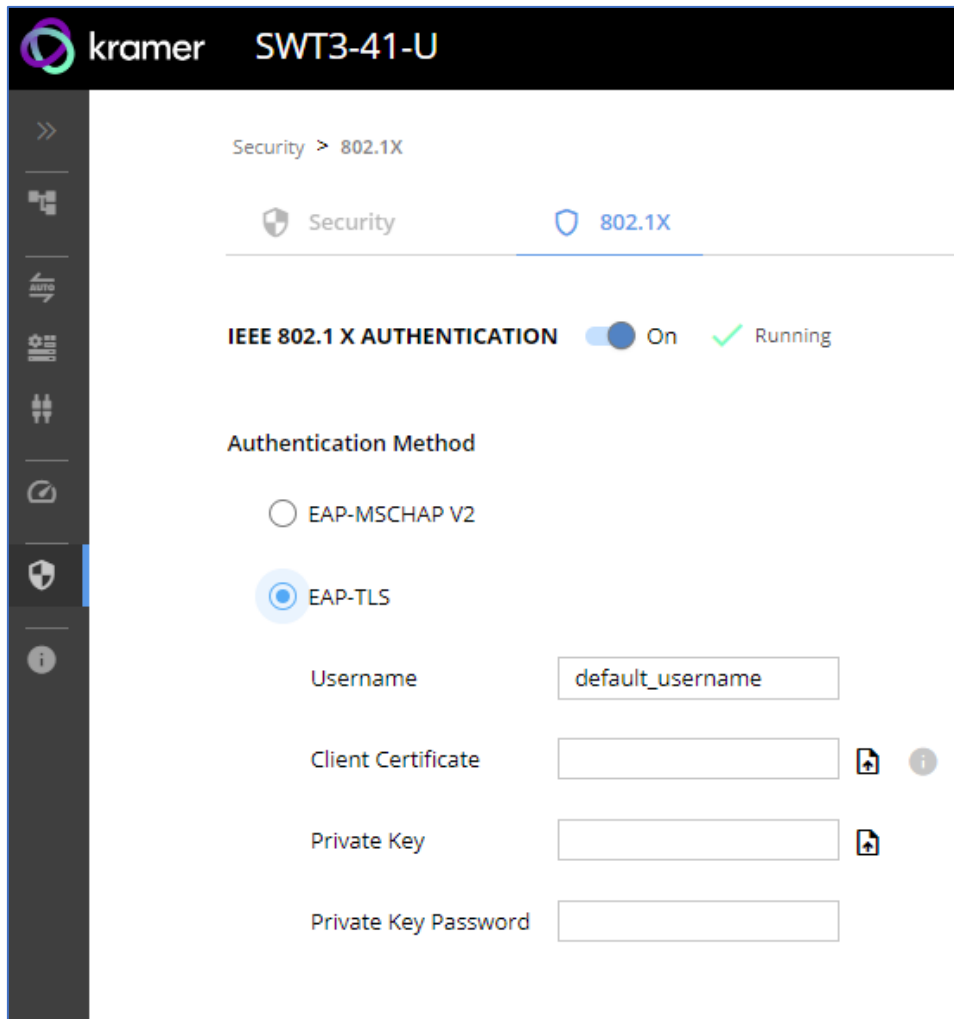 kramer SWT3-41-U
Security > 802.1X
Security 802.1X
AUTO
IEEE 802.1 X AUTHENTICATION On Running
Authentication Method
EAP-MSCHAP V2
EAP-TLS
Username default_username
Client Certificate
Private Key
Private Key Password